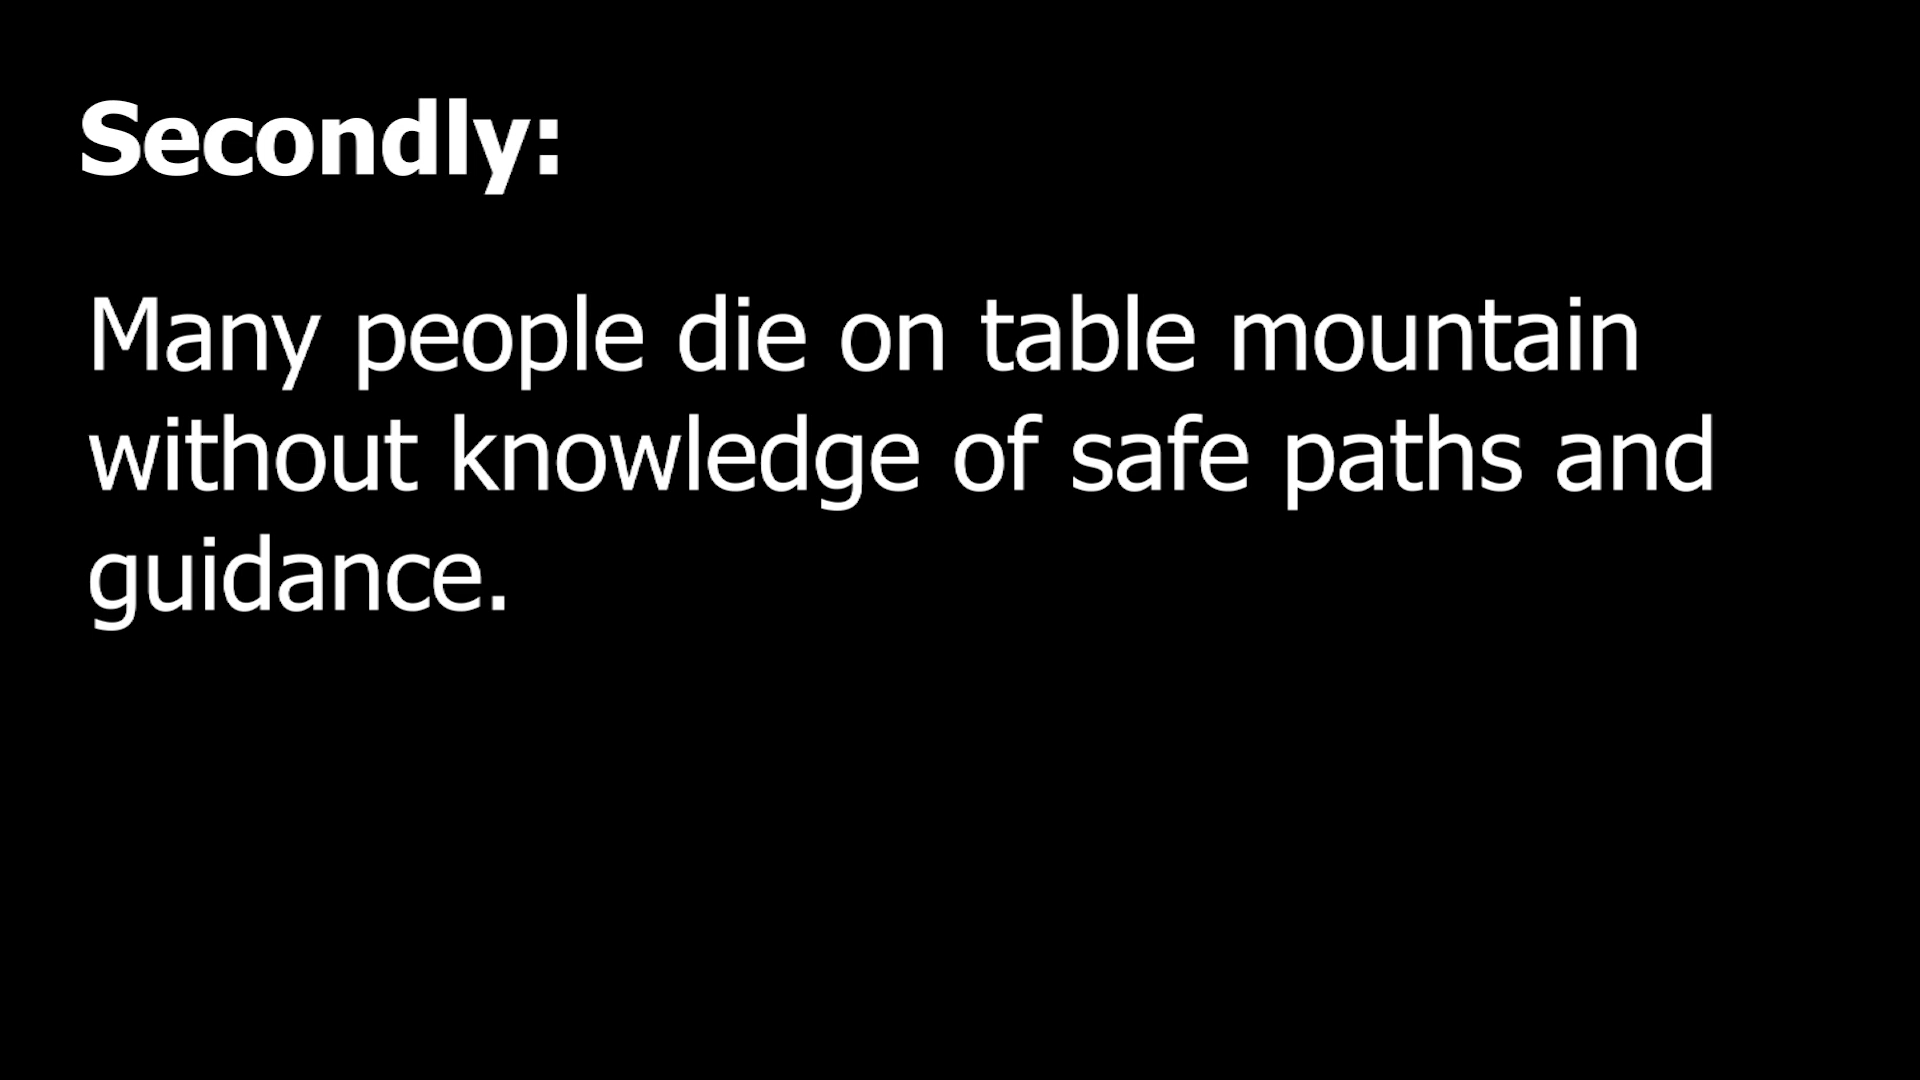 Secondly:
Many people die on table mountain
without knowledge of safe paths and
guidance.